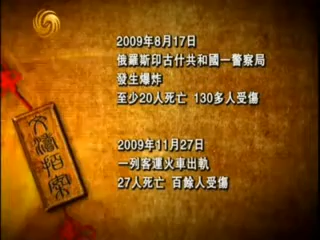 2009年8月17日
俄羅斯印古什共和國一警察局
發生爆炸
至少20人死亡 130多人受傷
2009年11月27日
一列客運火車出軌
27人死亡 百餘人受傷